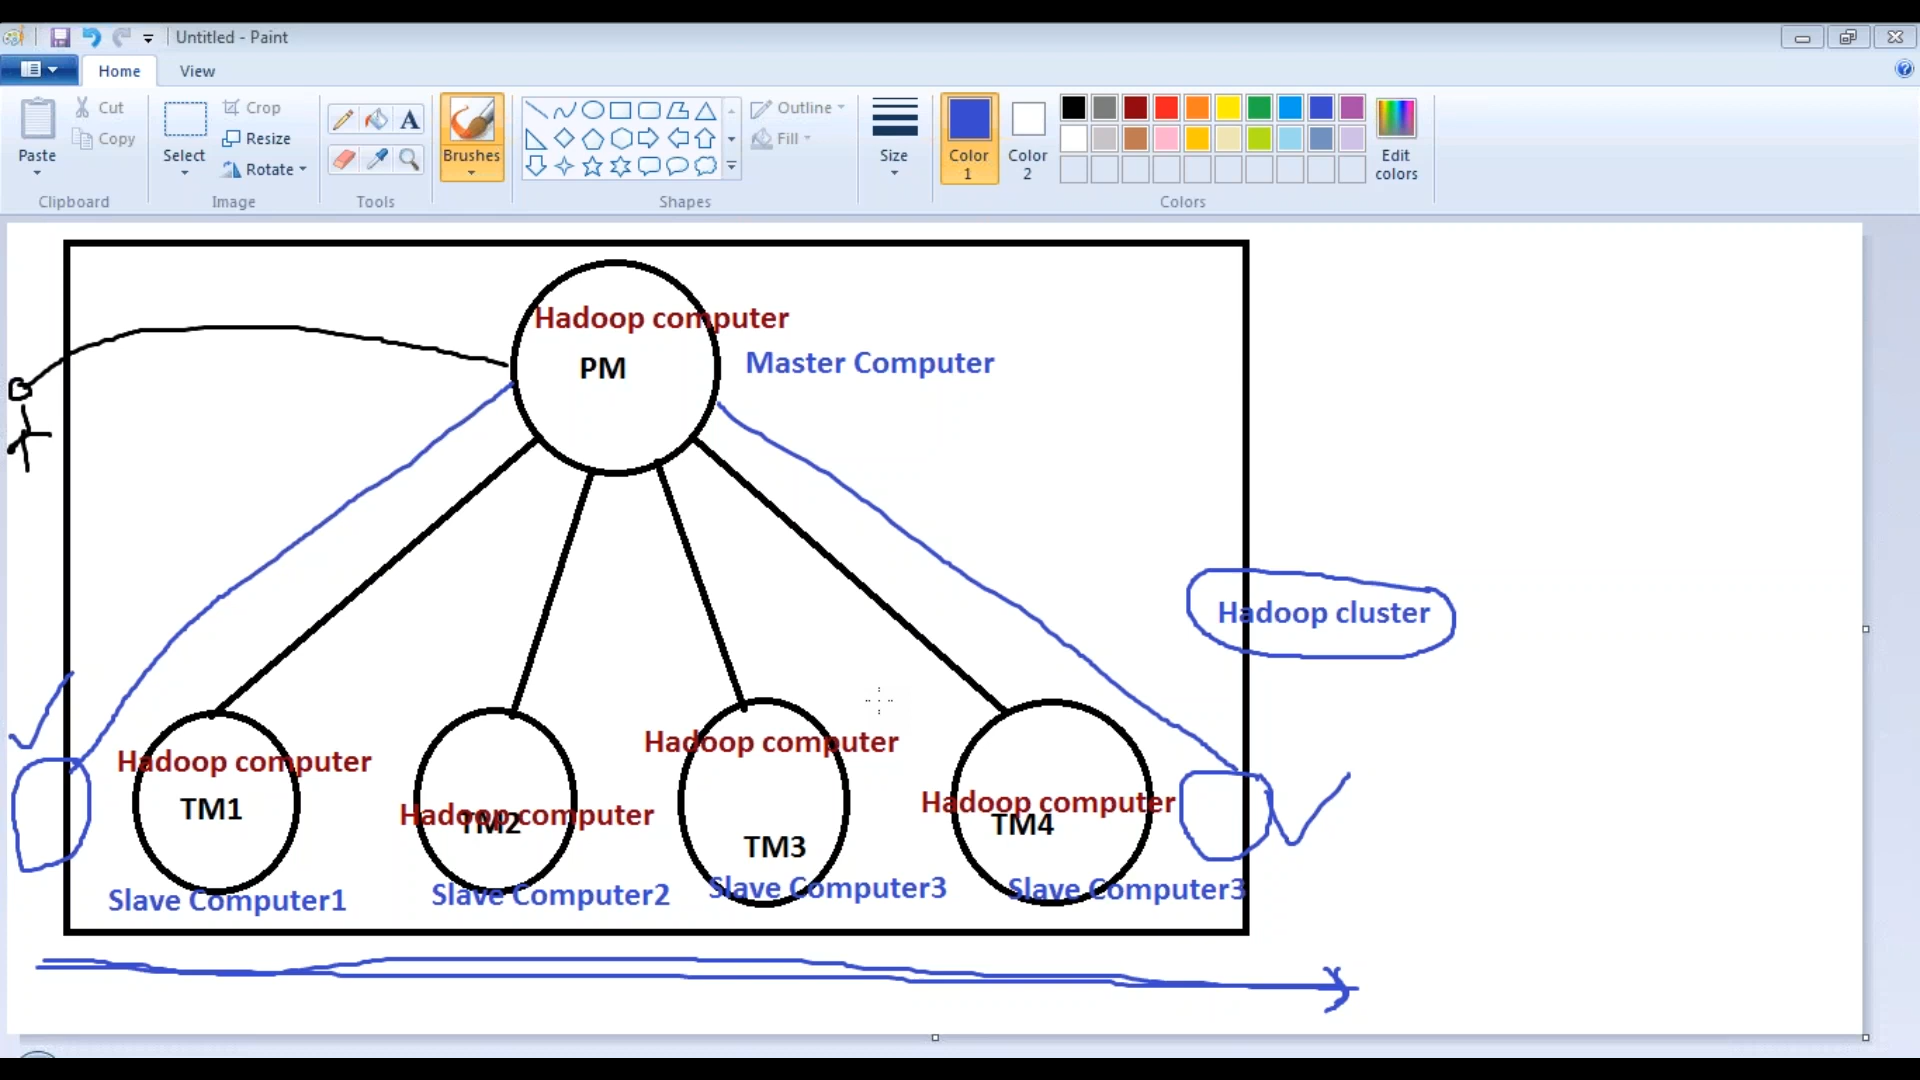 Untitled - Paint
Home
View
Cut
Copy
Paste
Clipboard
Crop
Resize
Rotate
Select
Image
Tools
Brushes
Shapes
Outline
Fill
Size
Color 1
Color 2
Edit colors
Colors
Hadoop computer
PM
Master Computer
Hadoop cluster
Hadoop computer
TM1
Slave Computer1
Hadoop computer
TM2
Slave Computer2
Hadoop computer
TM3
Slave Computer3
Hadoop computer
TM4
Slave Computer3